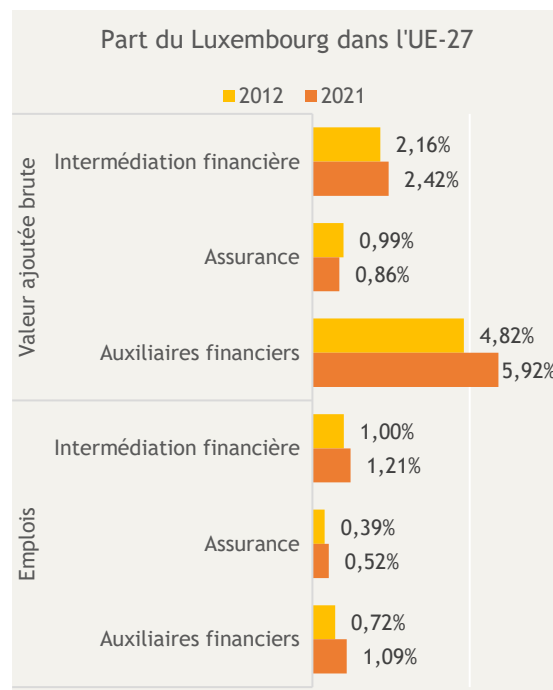 Part du Luxembourg dans l'UE-27
2012 2021
Valeur ajoutée brute
Intermédiation financière
2,16%
2,42%
Assurance
0,99%
0,86%
Auxiliaires financiers
4,82%
5,92%
Emplois
Intermédiation financière
1,00%
1,21%
Assurance
0,39%
0,52%
Auxiliaires financiers
0,72%
1,09%